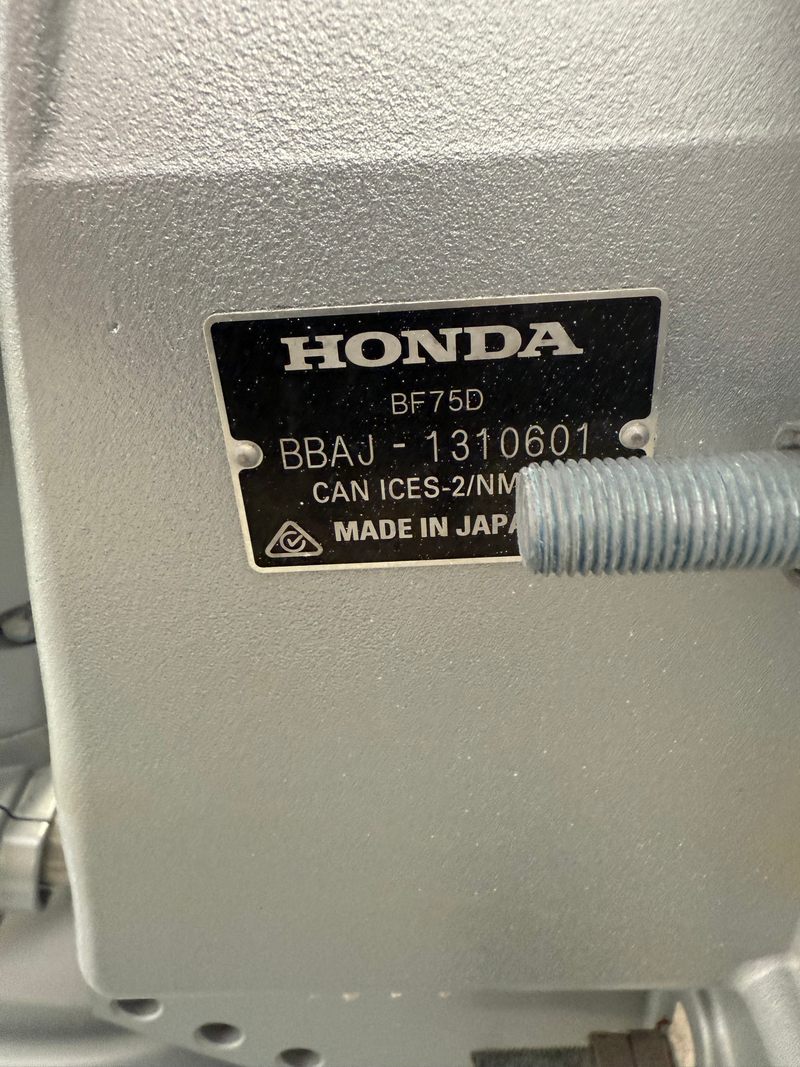 HONDA
BF75D
BBAJ - 1310601
CAN ICES-2/NM
MADE IN JAPA